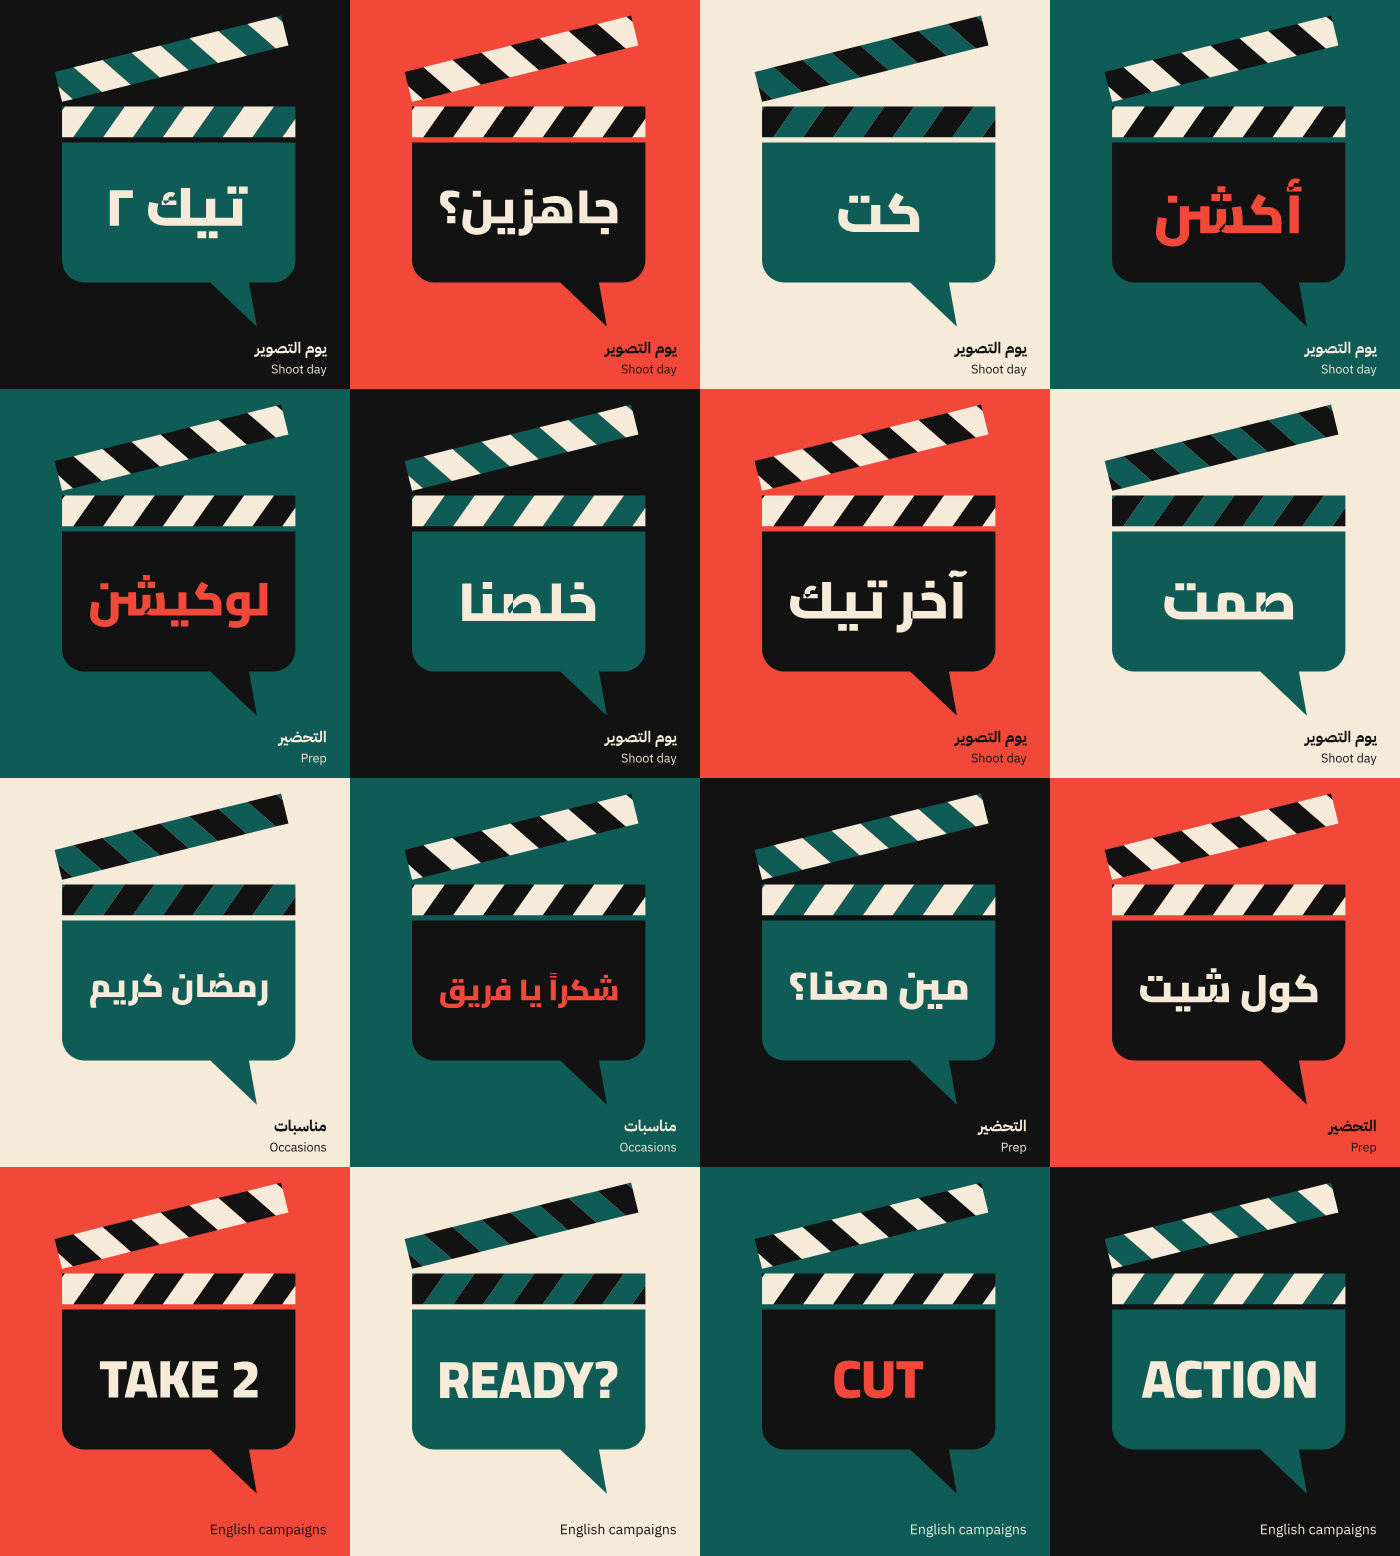 أكشن
يوم التصوير
Shoot day
كت
يوم التصوير
Shoot day
جاهزين؟
يوم التصوير
Shoot day
تيك ٢
يوم التصوير
Shoot day
صمت
يوم التصوير
Shoot day
آخر تيك
يوم التصوير
Shoot day
خلصنا
يوم التصوير
Shoot day
لوكيشن
التحضير
Prep
كول شيت
التحضير
Prep
مين معنا؟
التحضير
Prep
شكراً يا فريق
مناسبات
Occasions
رمضان كريم
مناسبات
Occasions
ACTION
English campaigns
CUT
English campaigns
READY?
English campaigns
TAKE 2
English campaigns